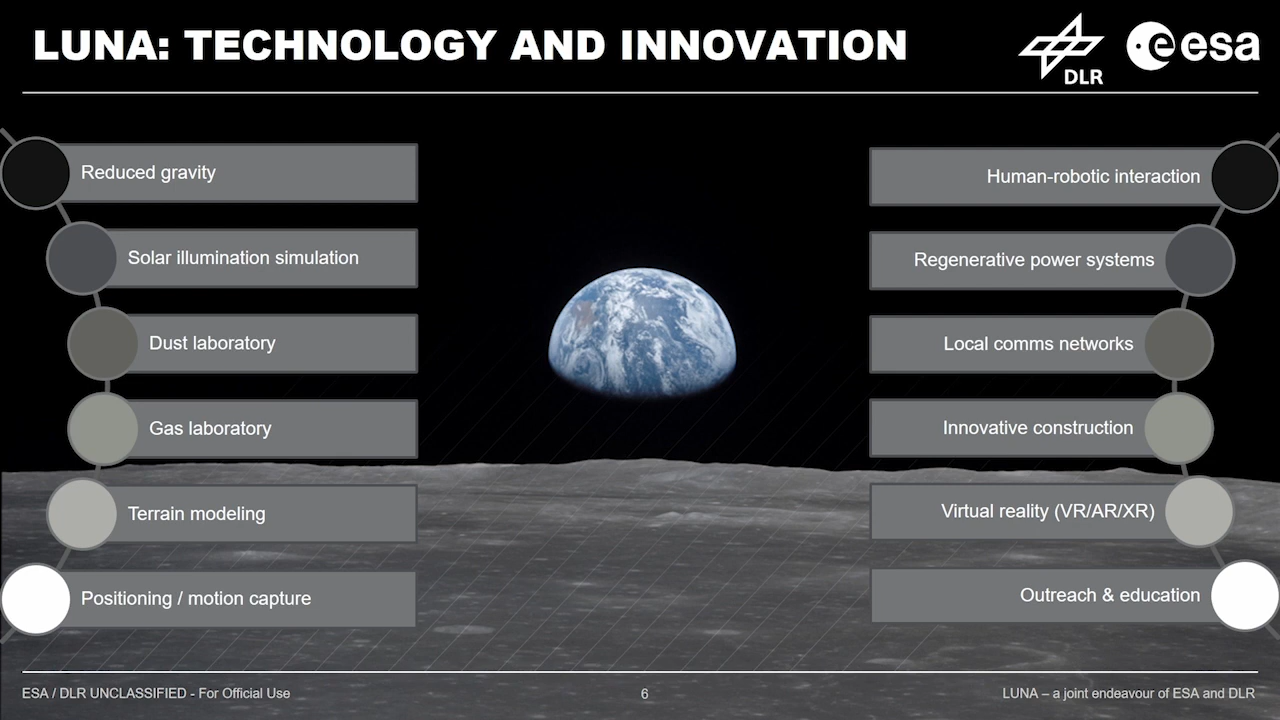 LUNA: TECHNOLOGY AND INNOVATION
DLR
esa
Reduced gravity
Solar illumination simulation
Dust laboratory
Gas laboratory
Terrain modeling
Positioning / motion capture
Human-robotic interaction
Regenerative power systems
Local comms networks
Innovative construction
Virtual reality (VR/AR/XR)
Outreach & education
ESA / DLR UNCLASSIFIED - For Official Use
6
LUNA – a joint endeavour of ESA and DLR